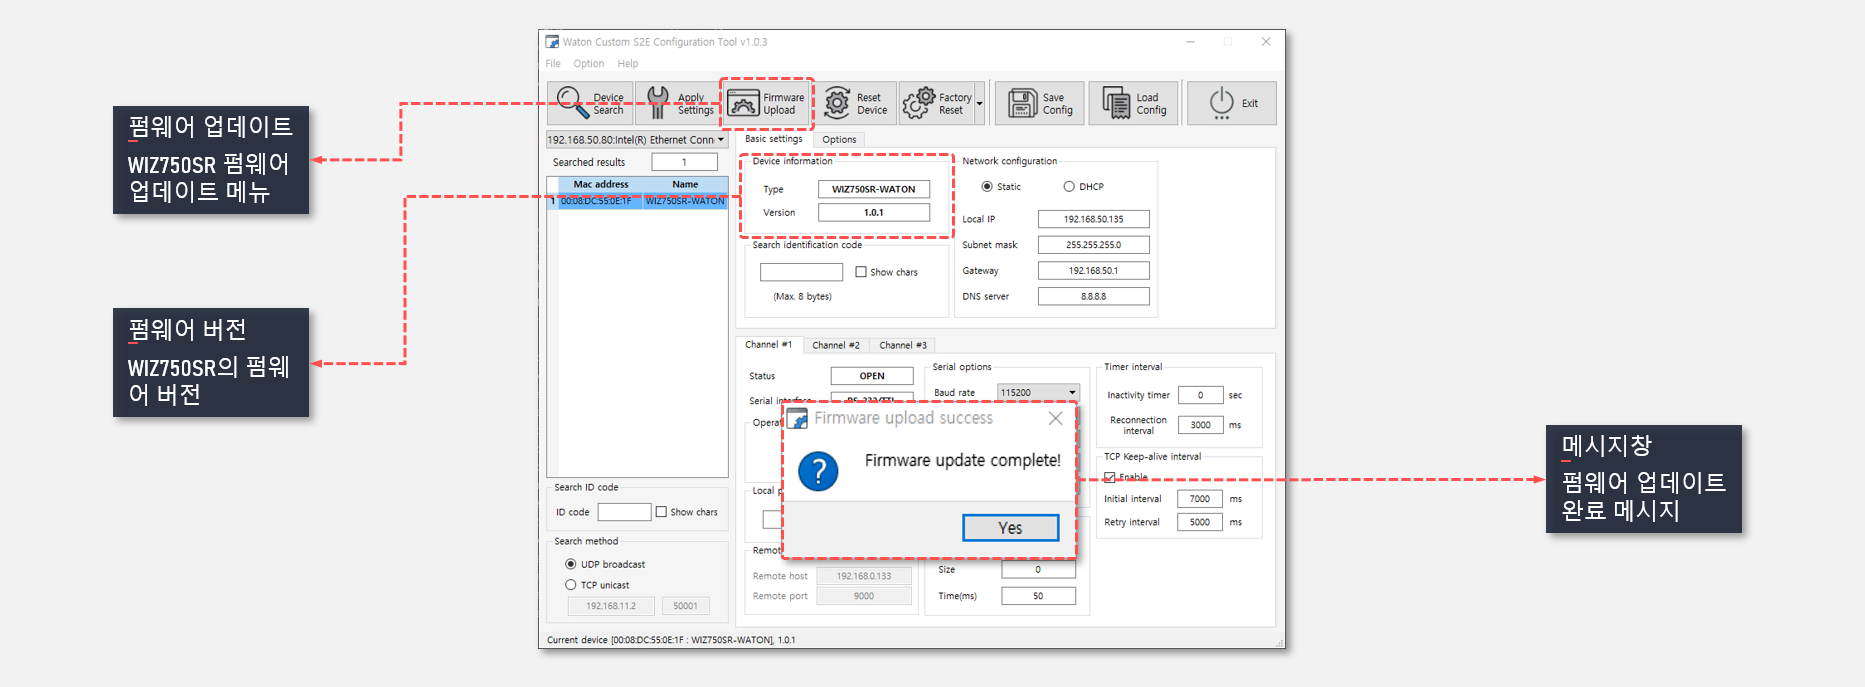 Waton Custom S2E Configuration Tool v1.0.3
File Option Help
Device Search
Apply Settings
Firmware Upload
Reset Device
Factory Reset
Save Config
Load Config
Exit
펌웨어 업데이트
WIZ750SR 펌웨어
업데이트 메뉴
펌웨어 버전
WIZ750SR의 펌웨
어 버전
192.168.50.80:Intel(R) Ethernet Conn
Searched results 1
Mac address Name
1 00:08:DC:55:0E:1F WIZ750SR-WATON
Search ID code
ID code Show chars
Search method
UDP broadcast
TCP unicast
192.168.11.2 50001
Basic settings Options
Device information
Type WIZ750SR-WATON
Version 1.0.1
Search identification code
Show chars
(Max. 8 bytes)
Network configuration
Static DHCP
Local IP 192.168.50.135
Subnet mask 255.255.255.0
Gateway 192.168.50.1
DNS server 8.8.8.8
Channel #1 Channel #2 Channel #3
Status OPEN
Serial interface
Serial options
Baud rate 115200
Timer interval
Inactivity timer 0 sec
Reconnection
interval 3000 ms
TCP Keep-alive interval
Enable
Initial interval 7000 ms
Retry interval 5000 ms
Firmware upload success
Firmware update complete!
Yes
Local
Remote host 192.168.0.133
Remote port 9000
Size 0
Time(ms) 50
메시지창
펌웨어 업데이트
완료 메시지
Current device [00:08:DC:55:0E:1F : WIZ750SR-WATON], 1.0.1